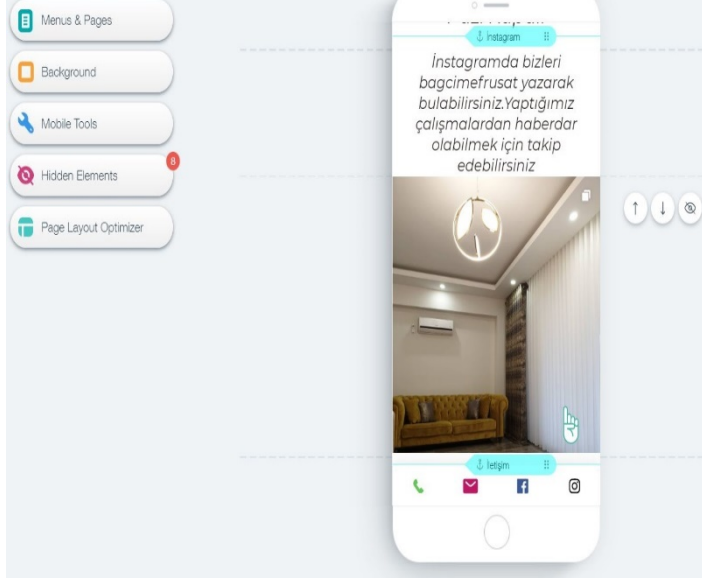 Menus & Pages
Background
Mobile Tools
8
Hidden Elements
Page Layout Optimizer
instagram
İnstagramda bizleri
bagcimefrusat yazarak
bulabilirsiniz.Yaptığımız
çalışmalardan haberdar
olabilmek için takip
edebilirsiniz
İletişim